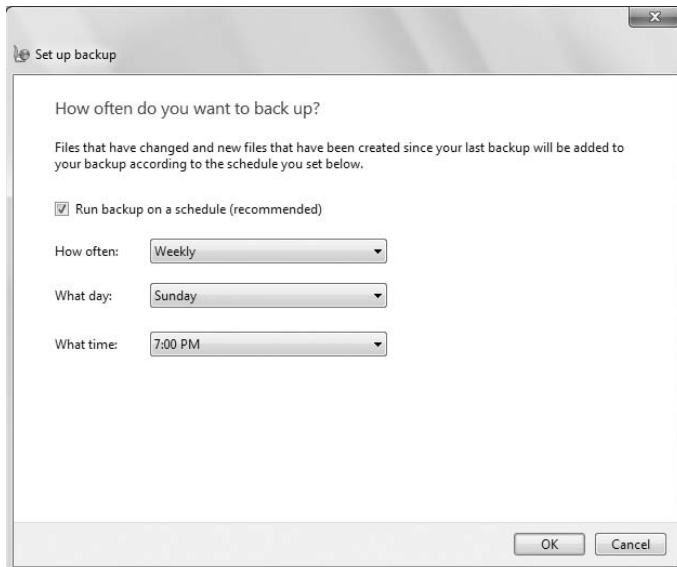 Set up backup
How often do you want to back up?
Files that have changed and new files that have been created since your last backup will be added to
your backup according to the schedule you set below.
Run backup on a schedule (recommended)
How often: Weekly
What day: Sunday
What time: 7:00 PM
OK Cancel